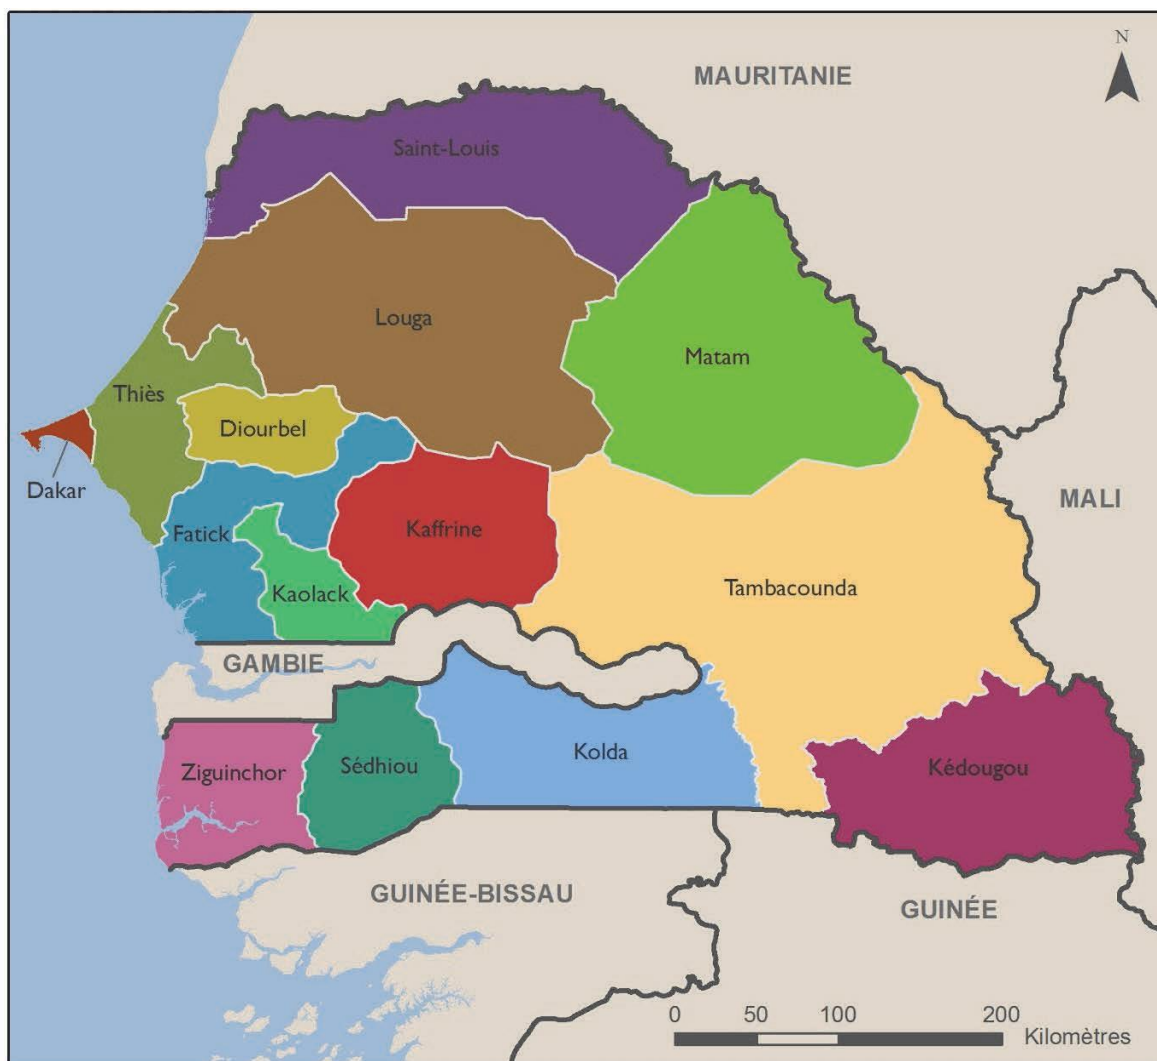 N
MAURITANIE
Saint-Louis
Louga
Matam
Thiès
Diourbel
Dakar
MALI
Fatick
Kaffrine
Kaolack
Tambacounda
GAMBIE
Ziguinchor
Sédhiou
Kolda
Kédougou
GUINÉE-BISSAU
GUINÉE
0 50 100 200
Kilomètres